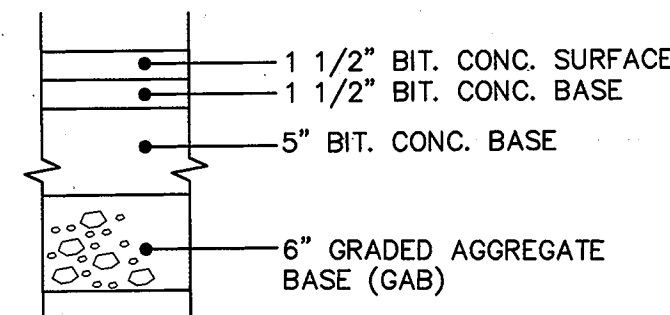 1 1/2" BIT. CONC. SURFACE
1 1/2" BIT. CONC. BASE
5" BIT. CONC. BASE
6" GRADED AGGREGATE
BASE (GAB)